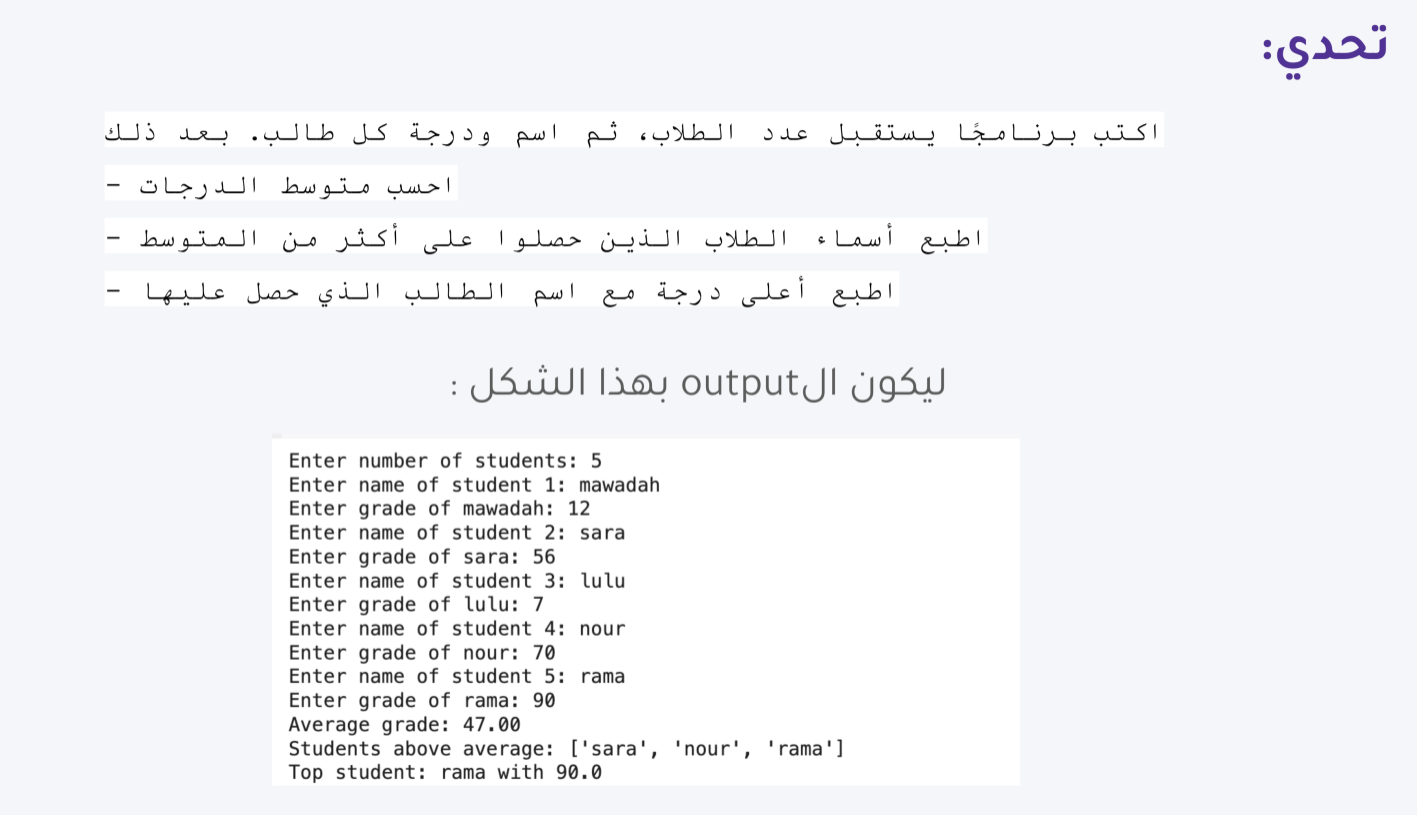 تحدي:
اكتب برنامجًا يستقبل عدد الطلاب، ثم اسم ودرجة كل طالب. بعد ذلك
احسب متوسط الدرجات -
اطبع أسماء الطلاب الذين حصلوا على أكثر من المتوسط -
اطبع أعلى درجة مع اسم الطالب الذي حصل عليها -
ليكون الoutput بهذا الشكل :
Enter number of students: 5
Enter name of student 1: mawadah
Enter grade of mawadah: 12
Enter name of student 2: sara
Enter grade of sara: 56
Enter name of student 3: lulu
Enter grade of lulu: 7
Enter name of student 4: nour
Enter grade of nour: 70
Enter name of student 5: rama
Enter grade of rama: 90
Average grade: 47.00
Students above average: ['sara', 'nour', 'rama']
Top student: rama with 90.0